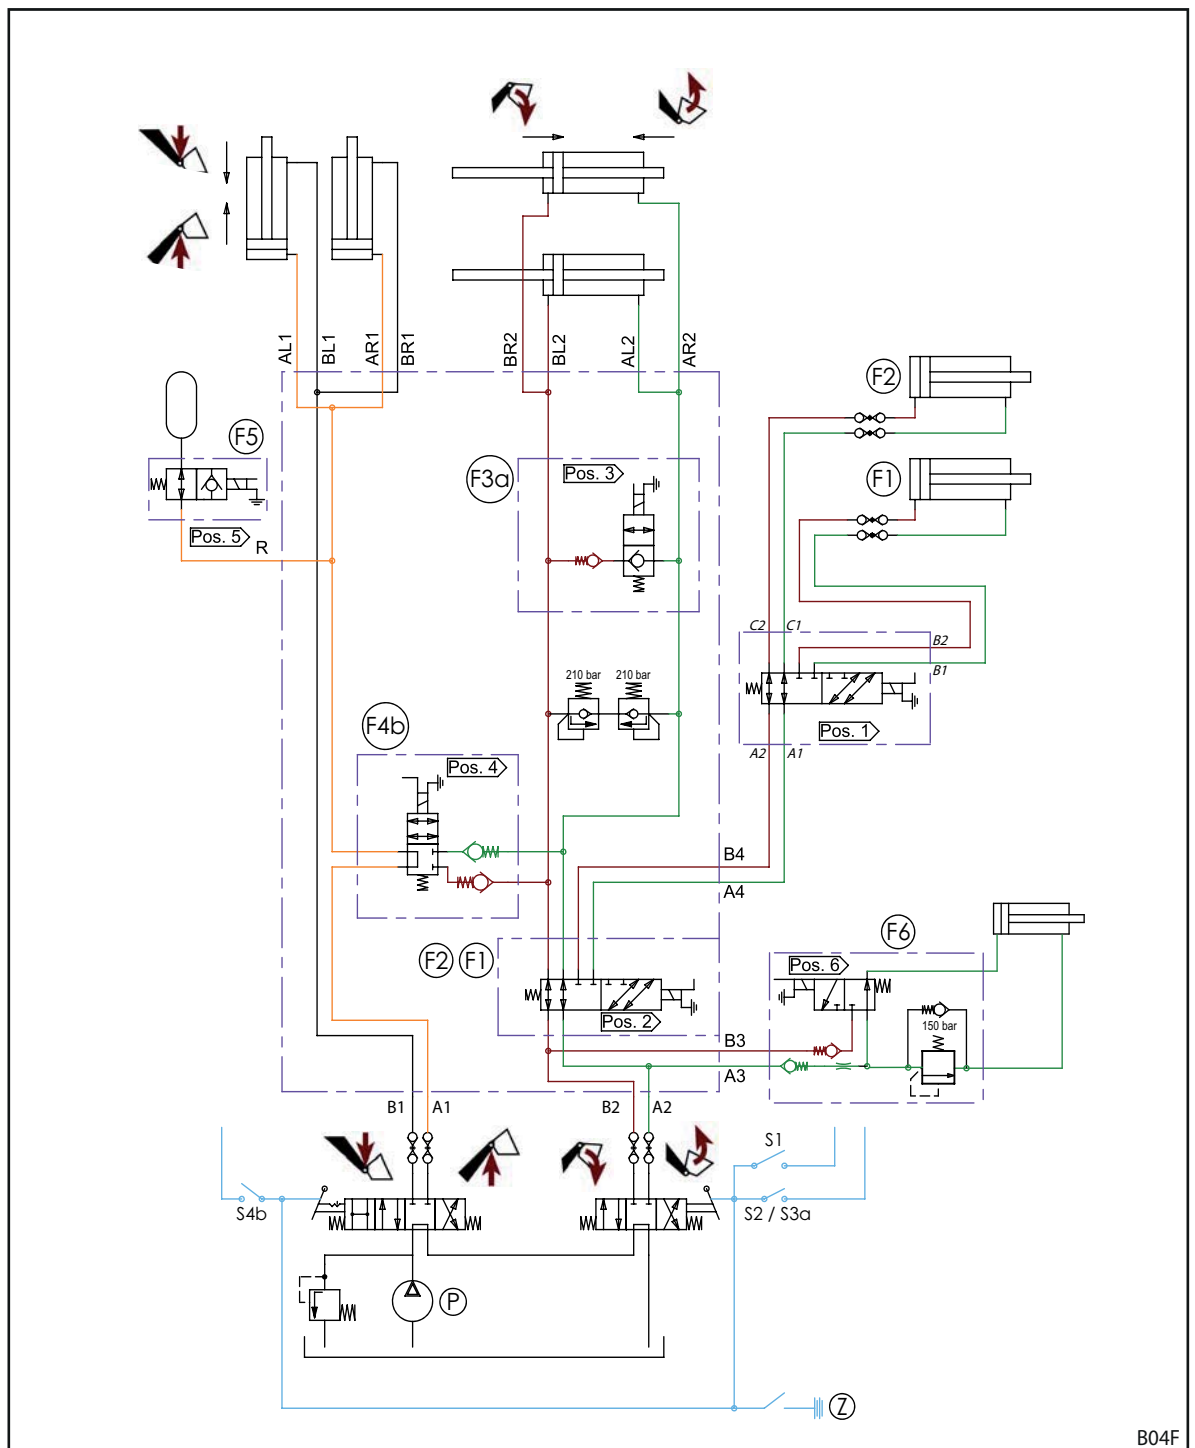 AL1
BL1
AR1
BR1
BR2
BL2
AL2
AR2
F2
F5
F3a
Pos. 3
F1
Pos. 5
R
C2
C1
B2
B1
210 bar
210 bar
F4b
Pos. 1
Pos. 4
A2
A1
B4
A4
F2
F1
F6
Pos. 6
Pos. 2
B3
150 bar
A3
B1
A1
B2
A2
S1
S4b
S2 / S3a
P
Z
B04F